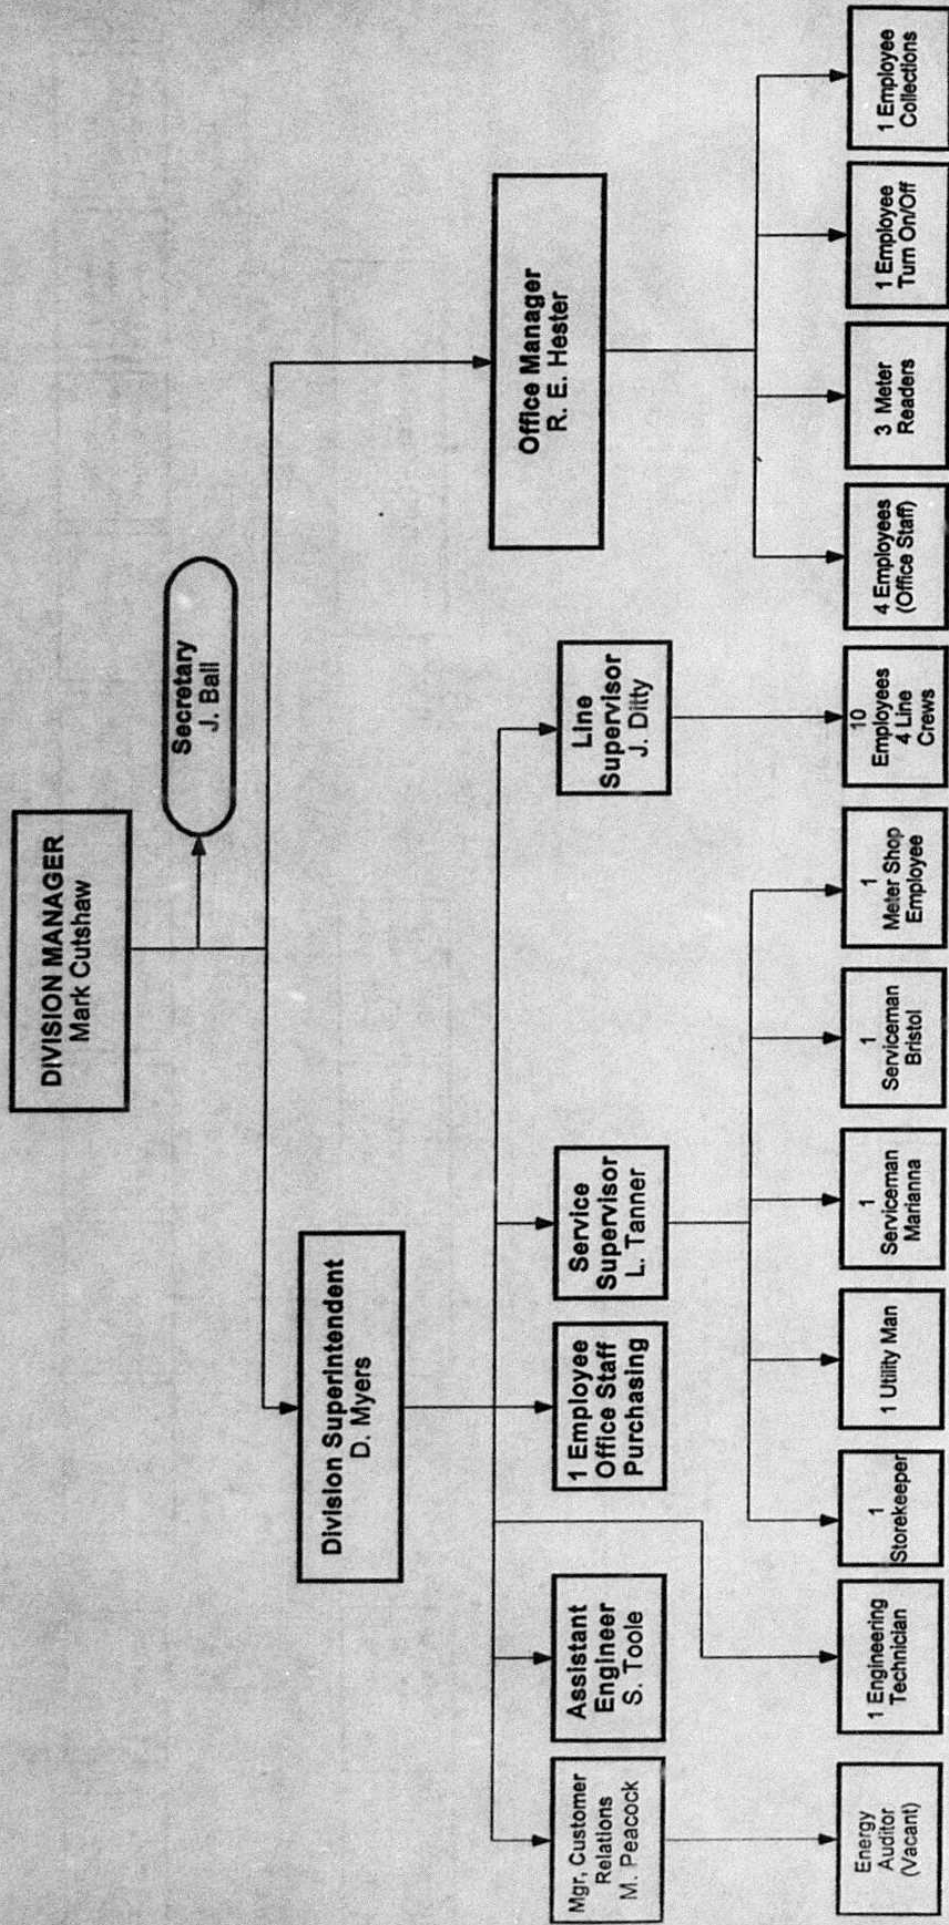 DIVISION MANAGER
Mark Cutshaw
Secretary
J. Ball
Division Superintendent
D. Myers
Office Manager
R. E. Hester
Mgr, Customer
Relations
M. Peacock
Assistant
Engineer
S. Toole
1 Employee
Office Staff
Purchasing
Service
Supervisor
L. Tanner
Line
Supervisor
J. Ditty
Energy
Auditor
(Vacant)
1 Engineering
Technician
1
Storekeeper
1 Utility Man
1
Serviceman
Marianna
1
Serviceman
Bristol
1
Meter Shop
Employee
10
Employees
4 Line
Crews
4 Employees
(Office Staff)
3 Meter
Readers
1 Employee
Turn On/Off
1 Employee
Collections